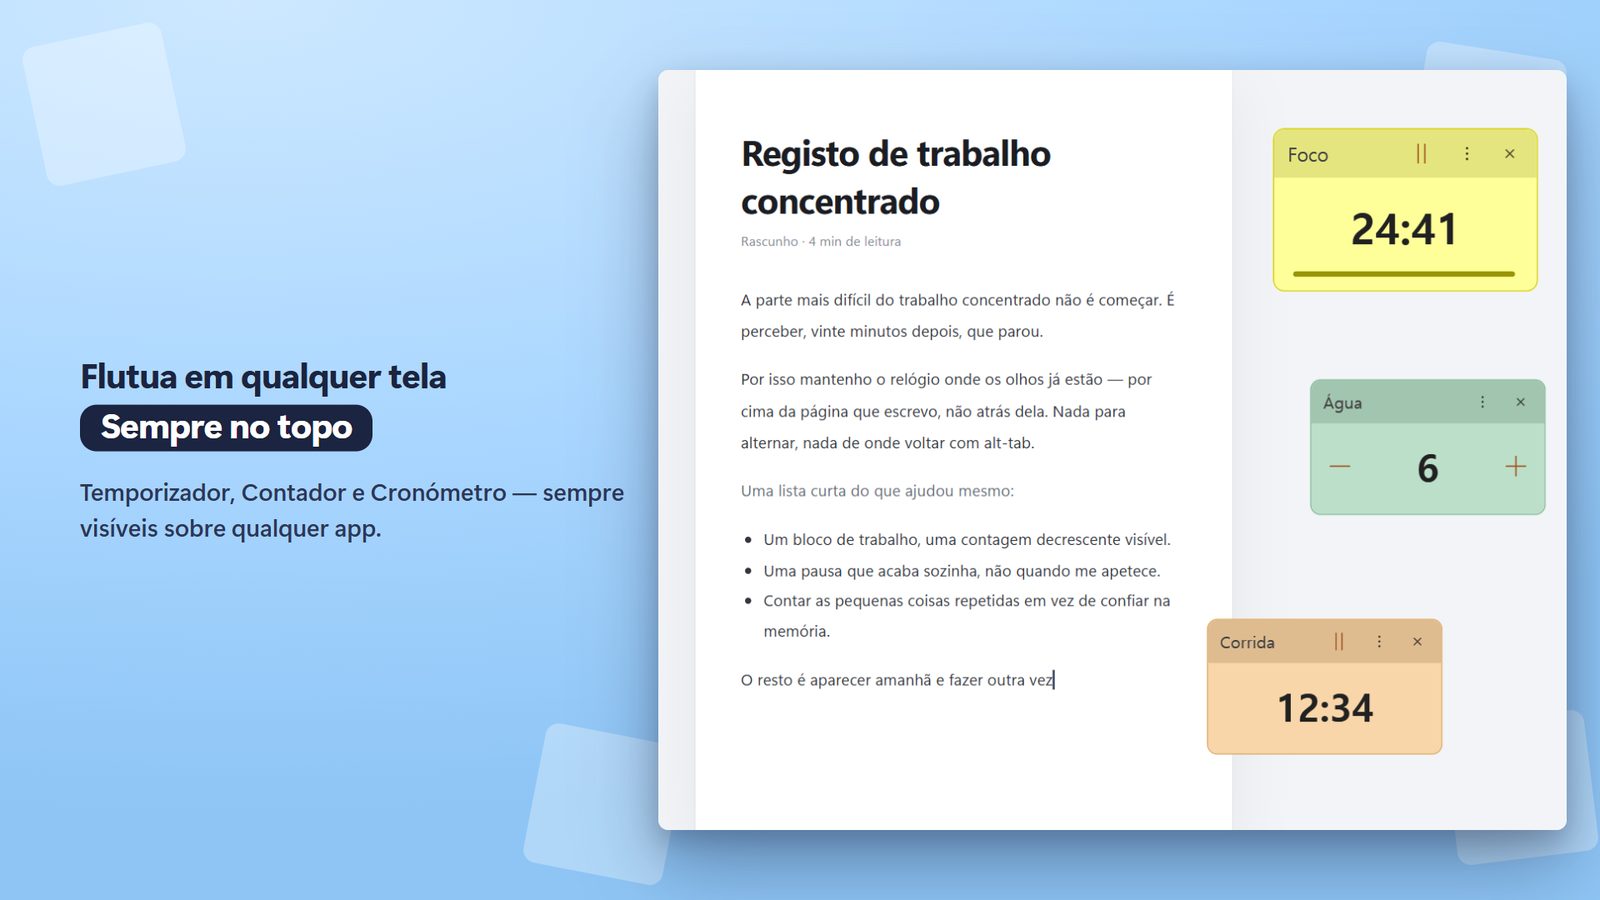 Flutua em qualquer tela
Sempre no topo
Temporizador, Contador e Cronómetro — sempre
visíveis sobre qualquer app.
Registo de trabalho
concentrado
Rascunho · 4 min de leitura
A parte mais difícil do trabalho concentrado não é começar. É
perceber, vinte minutos depois, que parou.
Por isso mantenho o relógio onde os olhos já estão — por
cima da página que escrevo, não atrás dela. Nada para
alternar, nada de onde voltar com alt-tab.
Uma lista curta do que ajudou mesmo:
• Um bloco de trabalho, uma contagem decrescente visível.
• Uma pausa que acaba sozinha, não quando me apetece.
• Contar as pequenas coisas repetidas em vez de confiar na
memória.
O resto é aparecer amanhã e fazer outra vez
Foco
24:41
Água
6
Corrida
12:34